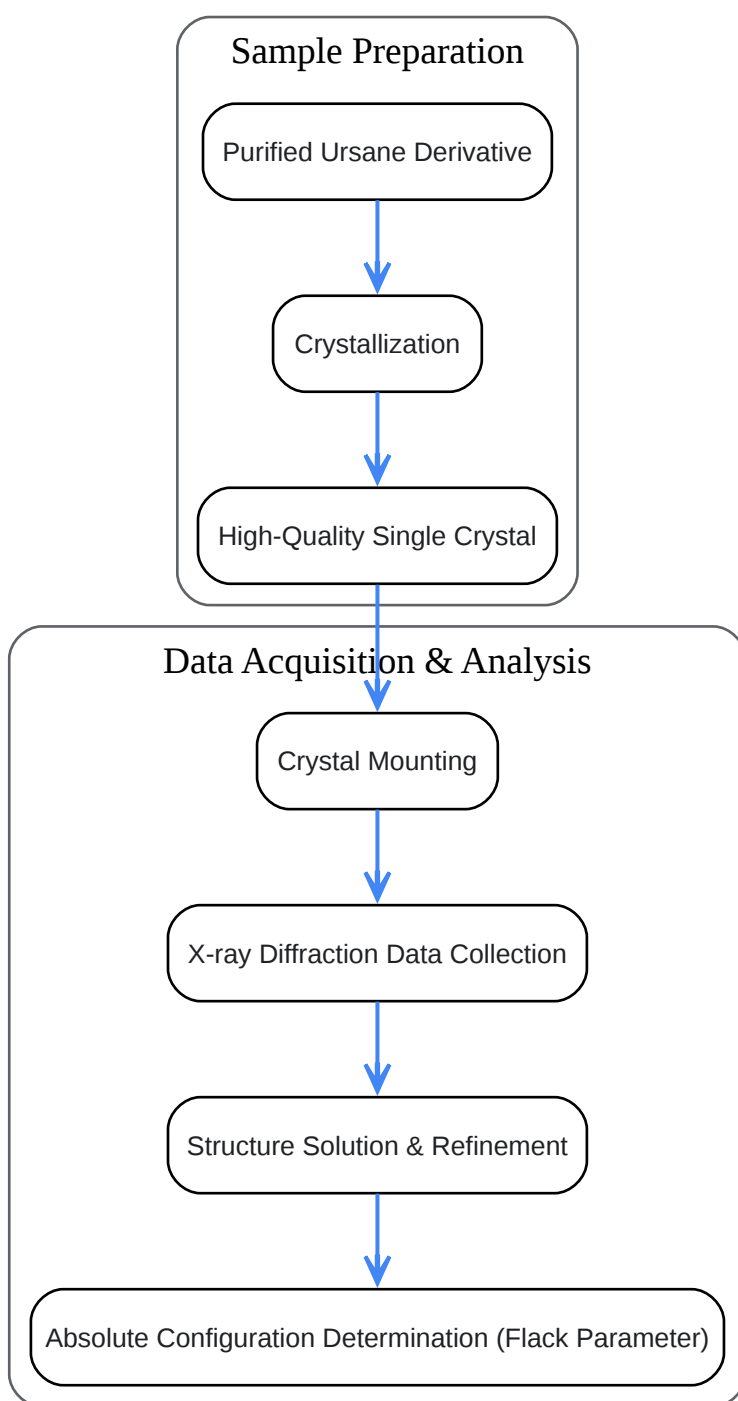 Sample Preparation
Purified Ursane Derivative
Crystallization
High-Quality Single Crystal
Data Acquisition & Analysis
Crystal Mounting
X-ray Diffraction Data Collection
Structure Solution & Refinement
Absolute Configuration Determination (Flack Parameter)